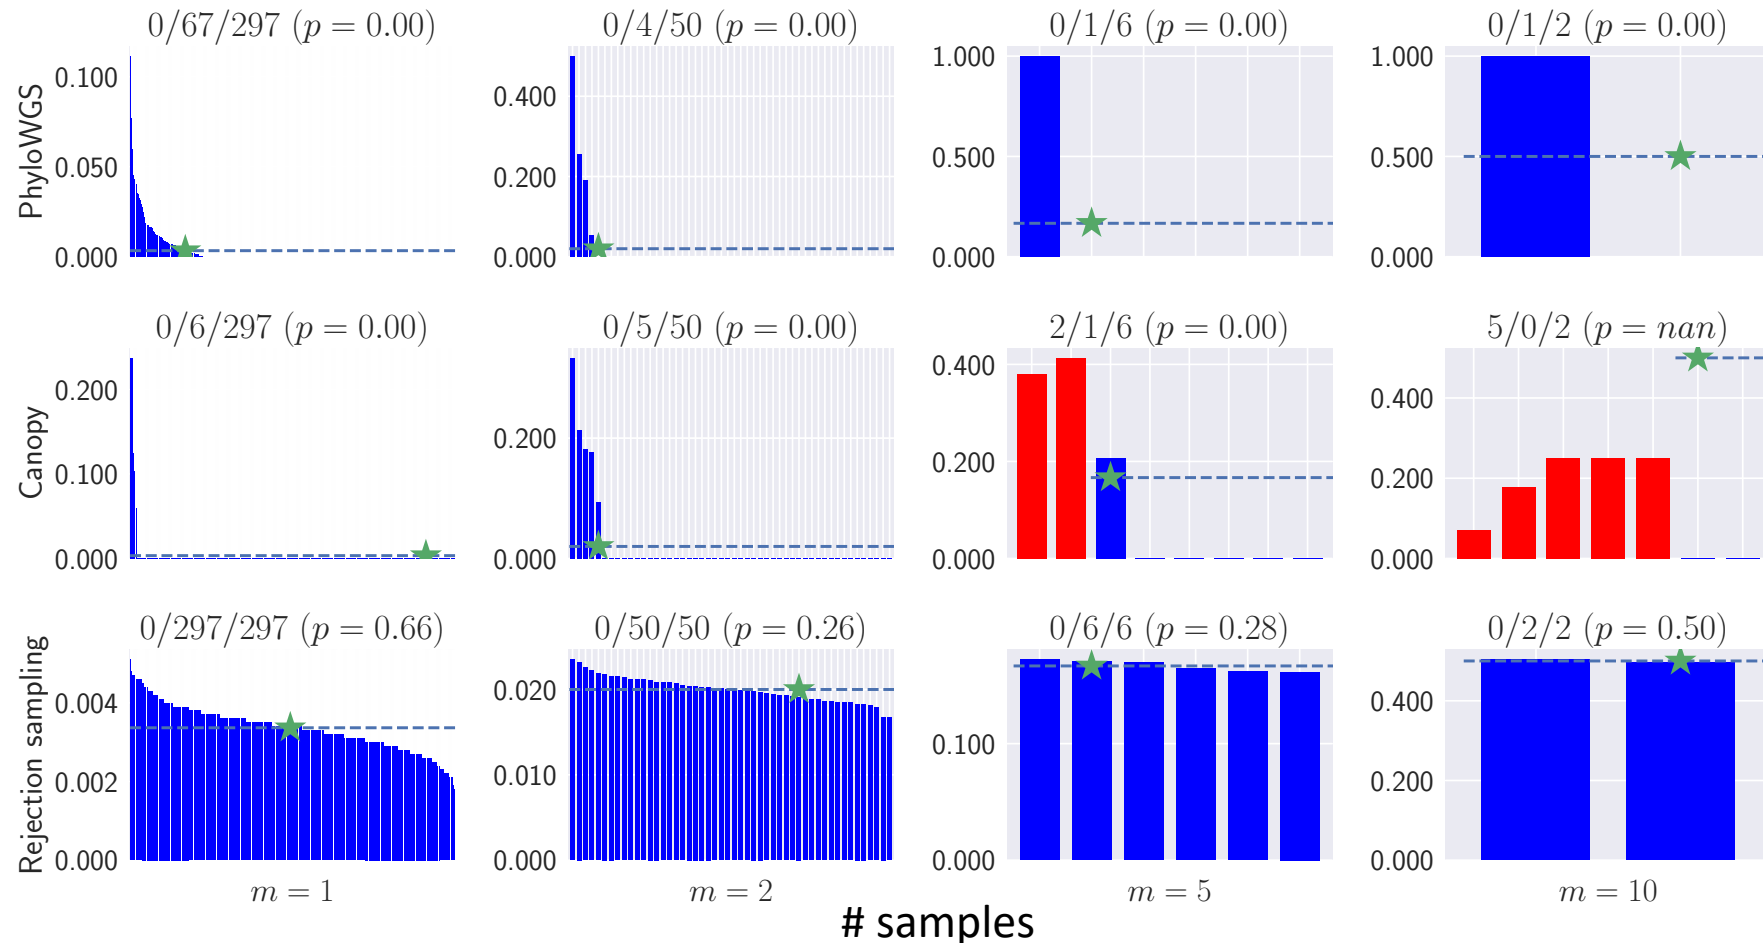 0/67/297 (p = 0.00)
0/4/50 (p = 0.00)
0/1/6 (p = 0.00)
0/1/2 (p = 0.00)
PhyloWGS
0.100
0.050
0.000
0.400
0.200
0.000
1.000
0.500
0.000
1.000
0.500
0.000
0/6/297 (p = 0.00)
0/5/50 (p = 0.00)
2/1/6 (p = 0.00)
5/0/2 (p = nan)
Canopy
0.200
0.100
0.000
0.200
0.000
0.400
0.200
0.000
0.400
0.200
0.000
0/297/297 (p = 0.66)
0/50/50 (p = 0.26)
0/6/6 (p = 0.28)
0/2/2 (p = 0.50)
Rejection sampling
0.004
0.002
0.000
0.020
0.010
0.000
0.100
0.000
0.400
0.200
0.000
m = 1
m = 2
m = 5
m = 10
# samples